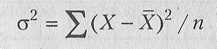 σ² = ∑(X − X̄)² / n